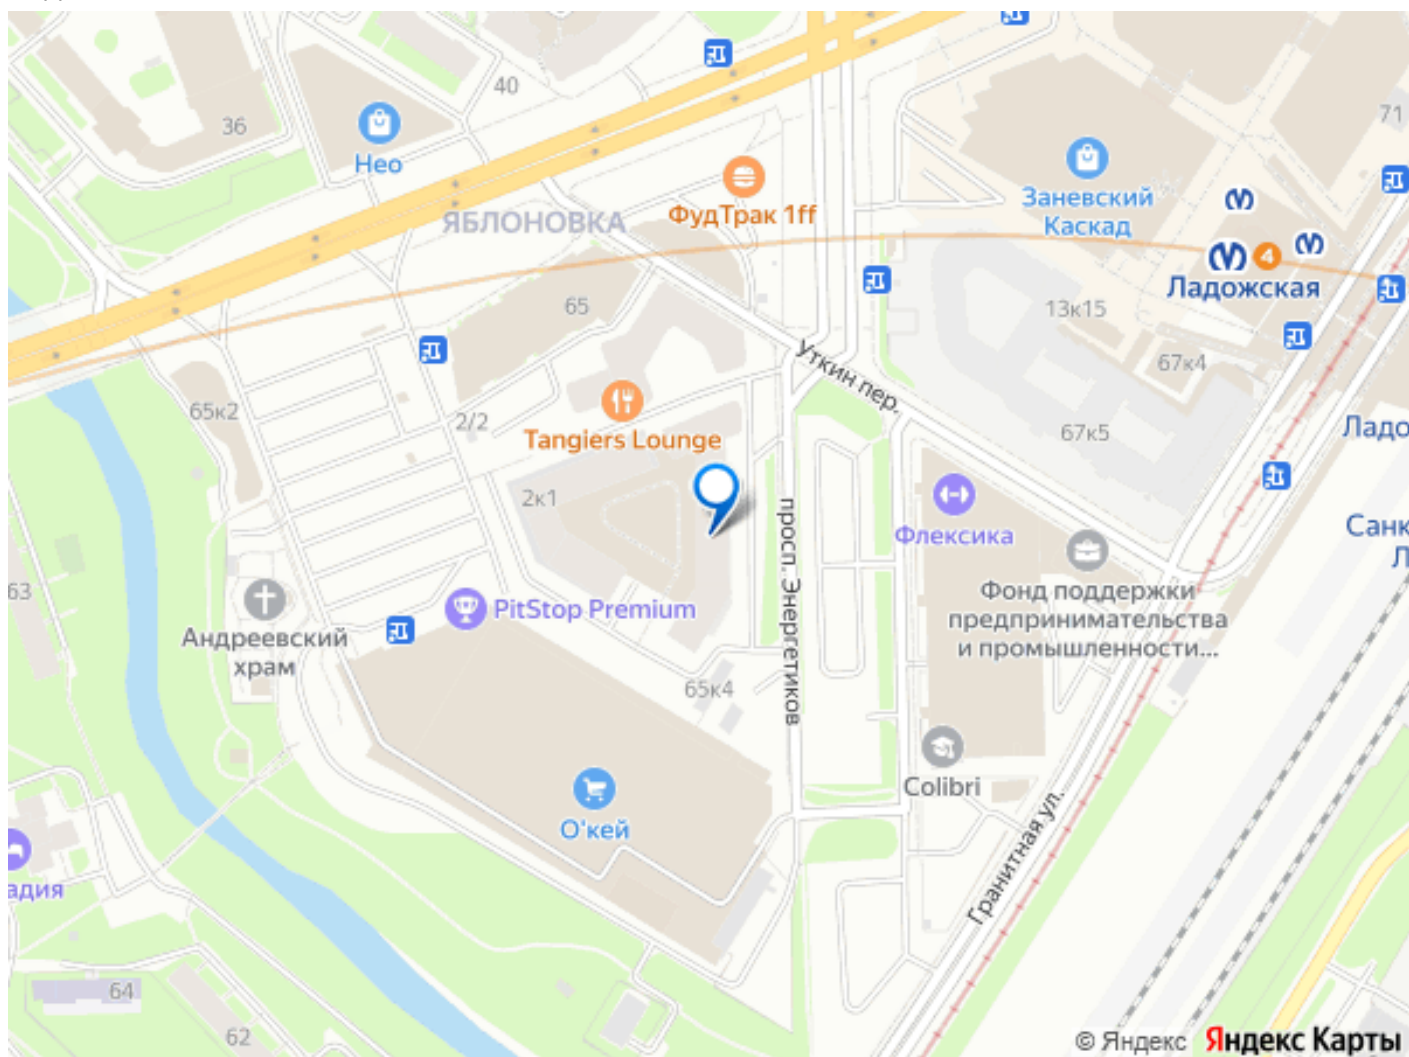 40
36
Нео
71
ФудТрак 1ff
ЯБЛОНОВКА
Заневский
Каскад
4
Ладожская
65
13к15
67к4
Уткин пер.
65к2
2/2
Tangiers Lounge
67к5
Ладо
2к1
просп. Энергетиков
Флексика
Санк
Л
63
Фонд поддержки
предпринимательства
и промышленности...
PitStop Premium
Андреевский
храм
65к4
Colibri
О'кей
Гранитная ул.
адия
64
62
© Яндекс Яндекс Карты